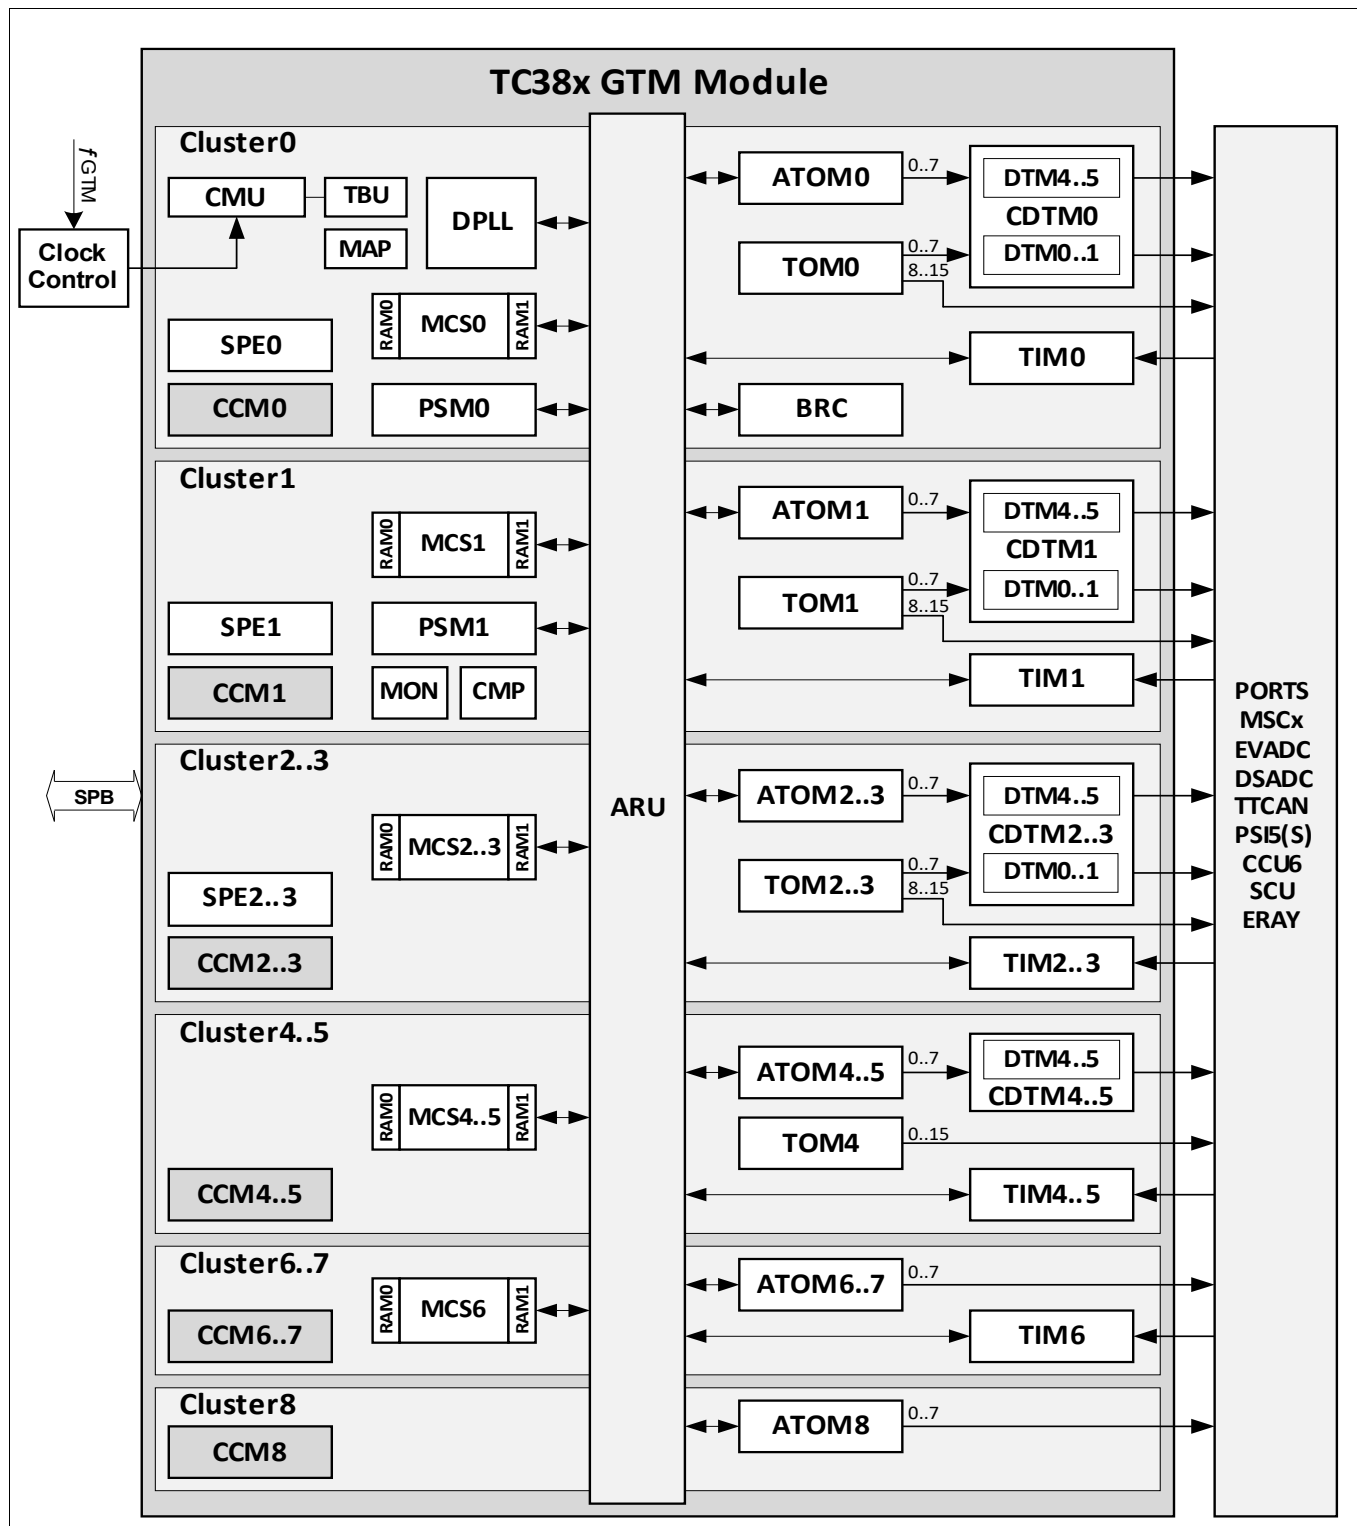 TC38x GTM Module
fGTM
Clock
Control
SPB
Cluster0
CMU
TBU
MAP
DPLL
RAM0
MCS0
RAM1
SPE0
CCM0
PSM0
ATOM0
0..7
DTM4..5
CDTM0
DTM0..1
TOM0
0..7
8..15
TIM0
BRC
Cluster1
RAM0
MCS1
RAM1
SPE1
PSM1
CCM1
MON
CMP
ATOM1
0..7
DTM4..5
CDTM1
DTM0..1
TOM1
0..7
8..15
TIM1
Cluster2..3
RAM0
MCS2..3
RAM1
SPE2..3
CCM2..3
ARU
ATOM2..3
0..7
DTM4..5
CDTM2..3
DTM0..1
TOM2..3
0..7
8..15
TIM2..3
Cluster4..5
RAM0
MCS4..5
RAM1
CCM4..5
ATOM4..5
0..7
DTM4..5
CDTM4..5
TOM4
0..15
TIM4..5
Cluster6..7
RAM0
MCS6
RAM1
CCM6..7
ATOM6..7
0..7
TIM6
Cluster8
CCM8
ATOM8
0..7
PORTS
MSCx
EVADC
DSADC
TTCAN
PSI5(S)
CCU6
SCU
ERAY